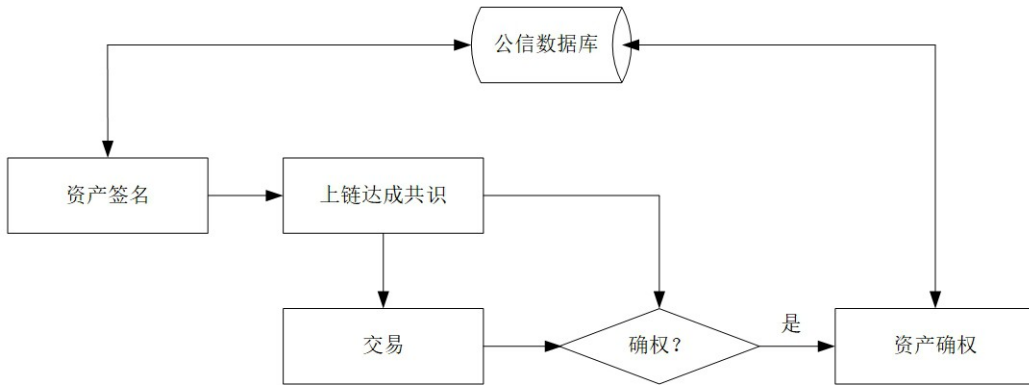 公信数据库
资产签名
上链达成共识
交易
确权？
是
资产确权